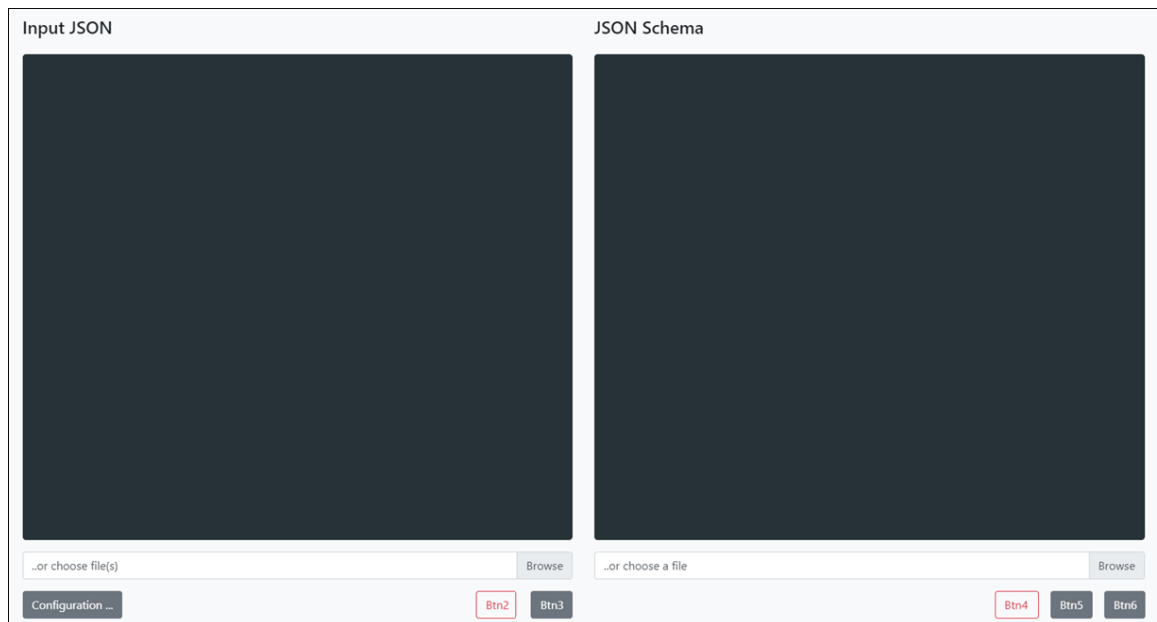 Input JSON
JSON Schema
..or choose file(s)
Browse
..or choose a file
Browse
Configuration ...
Btn2
Btn3
Btn4
Btn5
Btn6